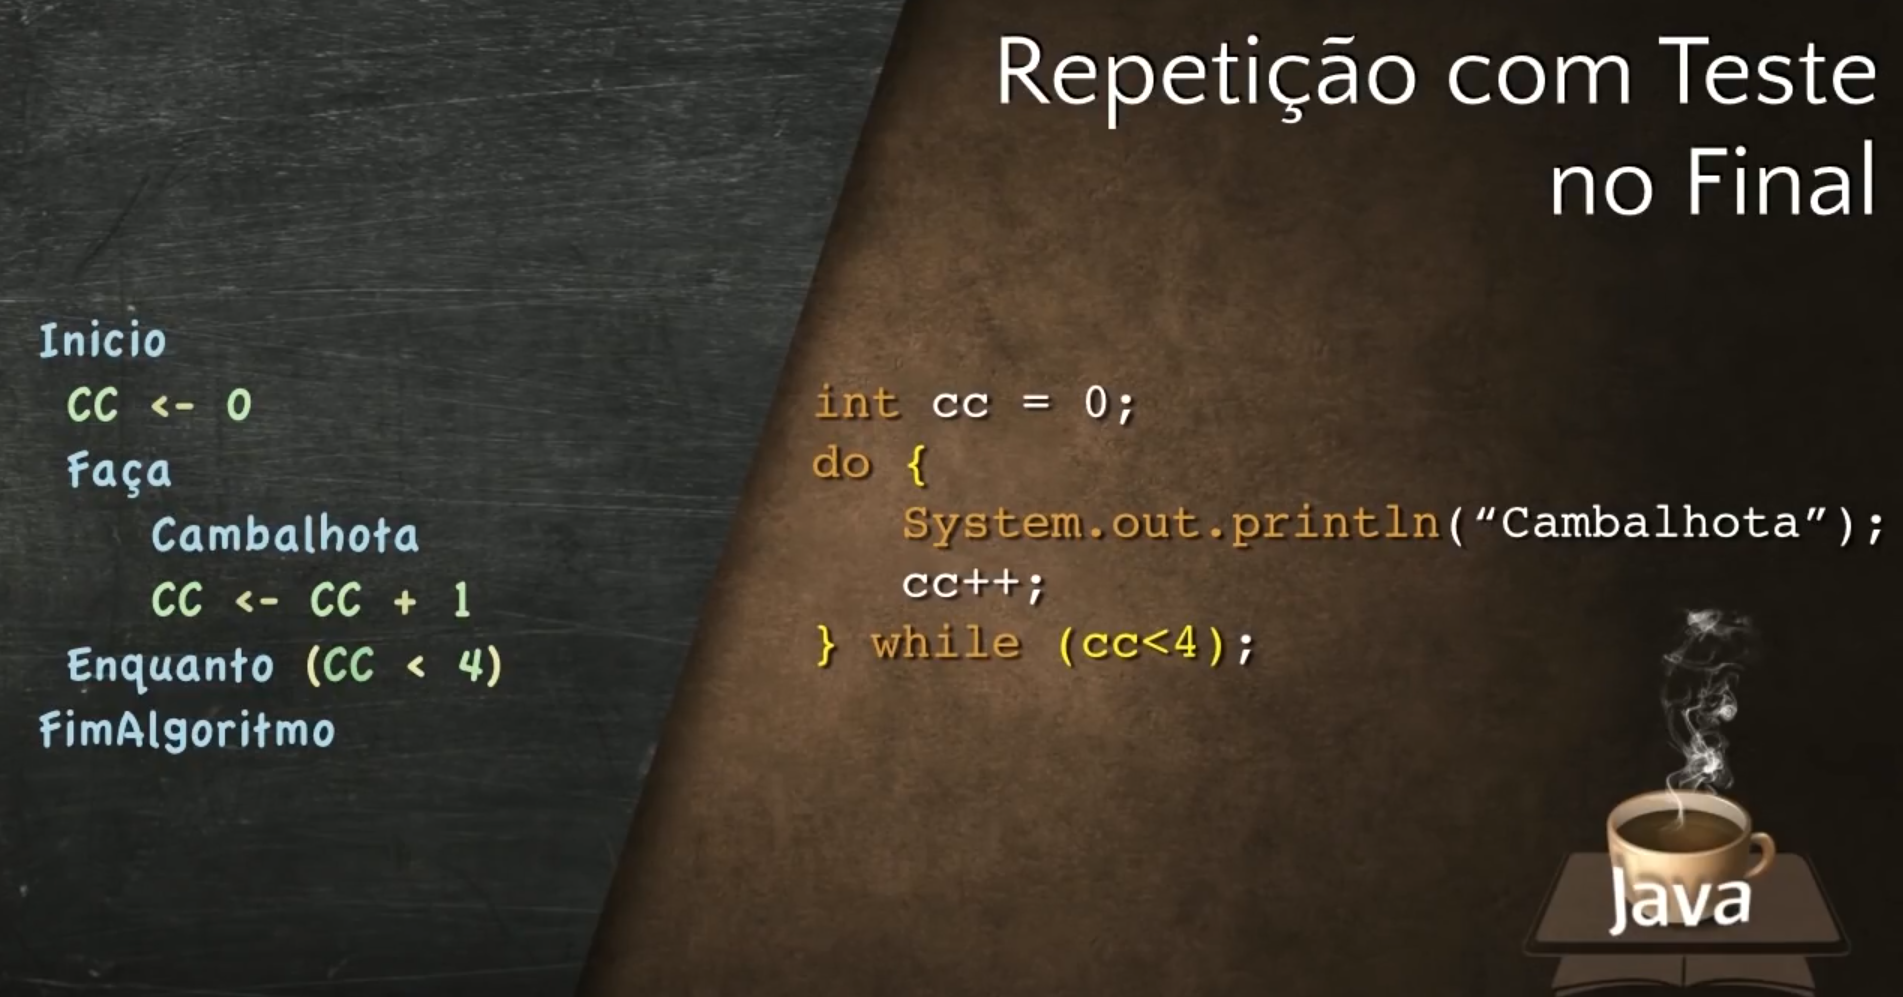 Repetição com Teste
no Final
Inicio
CC <- 0
Faça
Cambalhota
CC <- CC + 1
Enquanto (CC < 4)
FimAlgoritmo
int cc = 0;
do {
System.out.println(“Cambalhota”);
cc++;
} while (cc<4);
Java